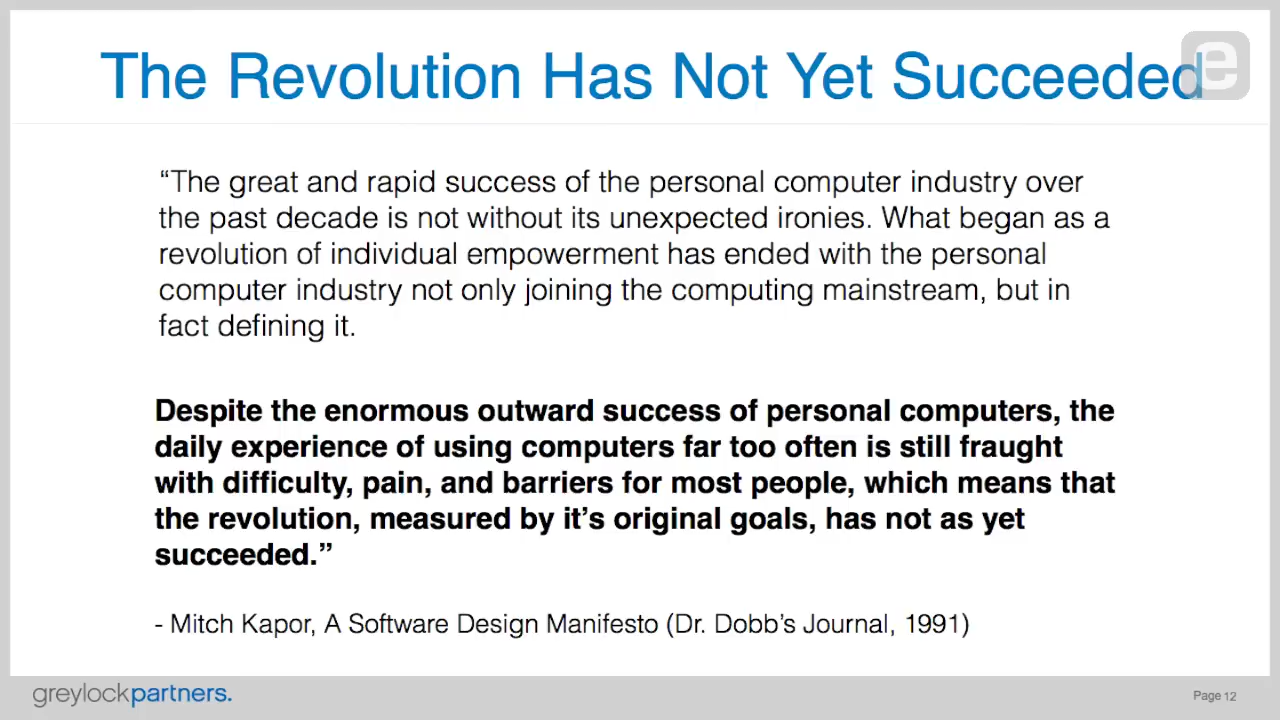 The Revolution Has Not Yet Succeeded
e
“The great and rapid success of the personal computer industry over
the past decade is not without its unexpected ironies. What began as a
revolution of individual empowerment has ended with the personal
computer industry not only joining the computing mainstream, but in
fact defining it.
Despite the enormous outward success of personal computers, the
daily experience of using computers far too often is still fraught
with difficulty, pain, and barriers for most people, which means that
the revolution, measured by it’s original goals, has not as yet
succeeded.”
- Mitch Kapor, A Software Design Manifesto (Dr. Dobb’s Journal, 1991)
greylockpartners.
Page 12